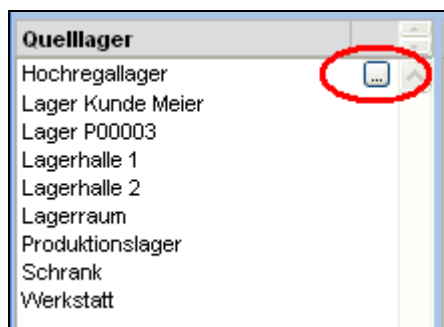 Quelllager
Hochregallager ...
Lager Kunde Meier
Lager P00003
Lagerhalle 1
Lagerhalle 2
Lagerraum
Produktionslager
Schrank
Werkstatt